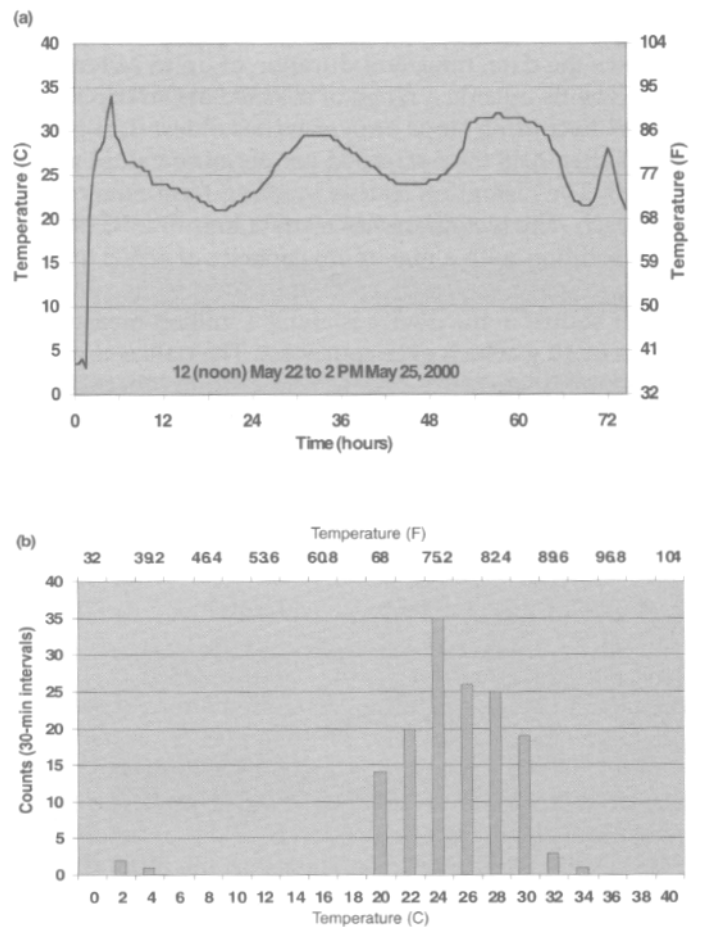 (a)
40
35
30
25
20
15
10
5
0
Temperature (C)
104
95
86
77
68
59
50
41
32
Temperature (F)
12 (noon) May 22 to 2 PM May 25, 2000
0 12 24 36 48 60 72
Time (hours)
(b)
Temperature (F)
32 39.2 46.4 53.6 60.8 68 75.2 82.4 89.6 96.8 104
40
35
30
25
20
15
10
5
0
Counts (30-min intervals)
0 2 4 6 8 10 12 14 16 18 20 22 24 26 28 30 32 34 36 38 40
Temperature (C)